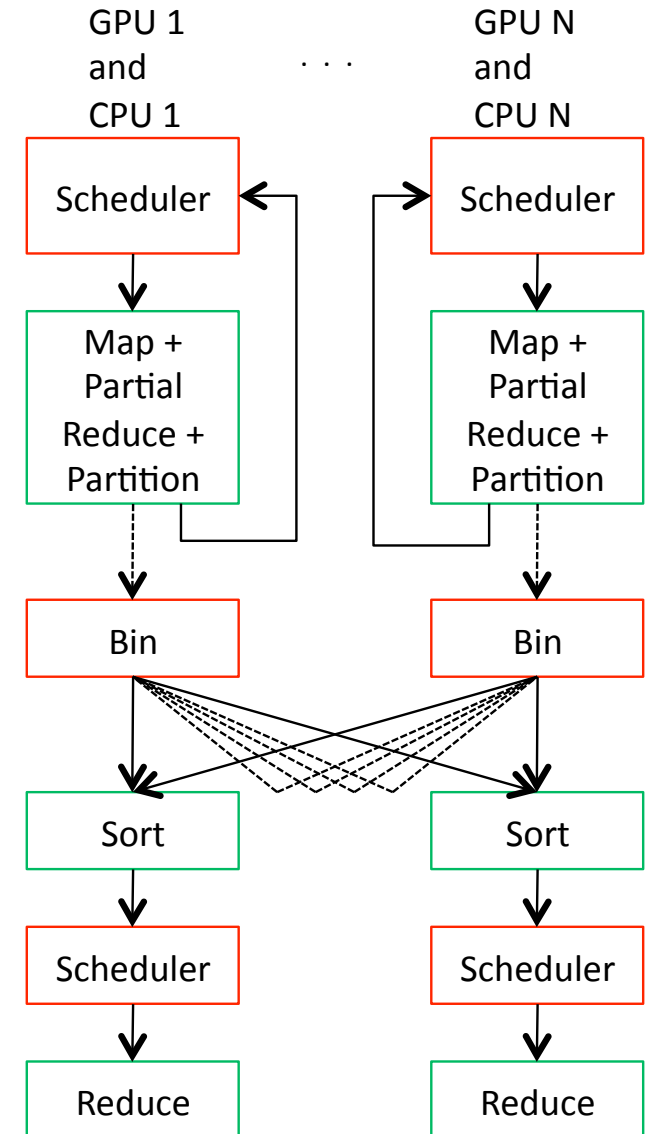 GPU 1
and
CPU 1
. . .
GPU N
and
CPU N
Scheduler
Map +
Partial
Reduce +
Partition
Bin
Sort
Scheduler
Reduce
Scheduler
Map +
Partial
Reduce +
Partition
Bin
Sort
Scheduler
Reduce